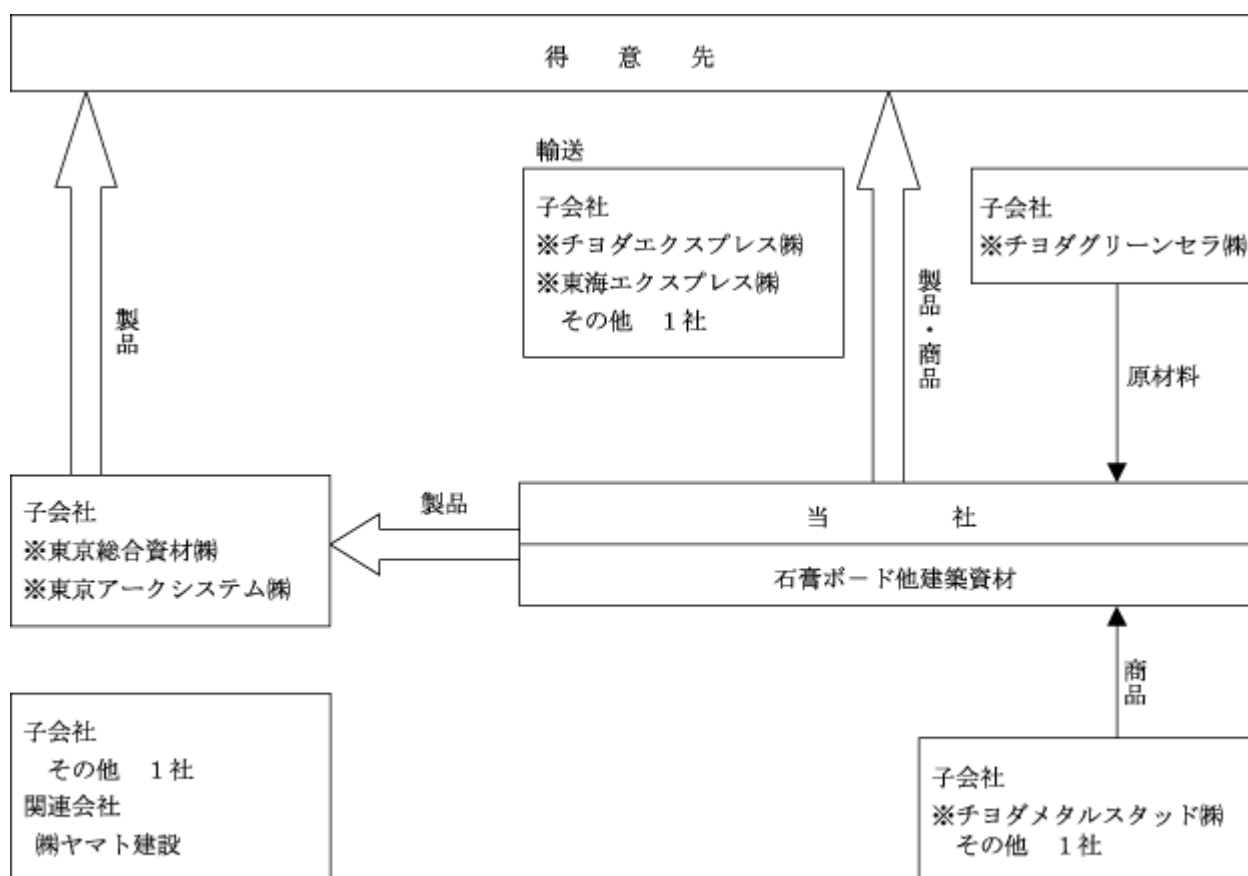 得　意　先
輸送
子会社
※チヨダエクスプレス㈱
※東海エクスプレス㈱
その他　１社
子会社
※チヨダグリーンセラ㈱
製品
製品・商品
原材料
子会社
※東京総合資材㈱
※東京アークシステム㈱
製品
当　　　社
石膏ボード他建築資材
商品
子会社
その他　１社
関連会社
㈱ヤマト建設
子会社
※チヨダメタルスタッド㈱
その他　１社